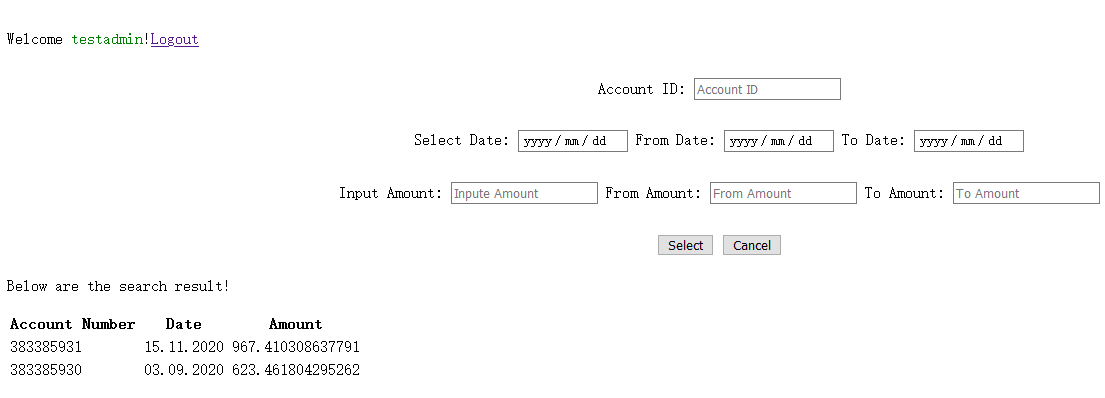 Welcome testadmin!Logout
Account ID: Account ID
Select Date: yyyy/mm/dd From Date: yyyy/mm/dd To Date: yyyy/mm/dd
Input Amount: Inpute Amount From Amount: From Amount To Amount: To Amount
Select Cancel
Below are the search result!
Account Number Date Amount
383385931 15.11.2020 967.410308637791
383385930 03.09.2020 623.461804295262